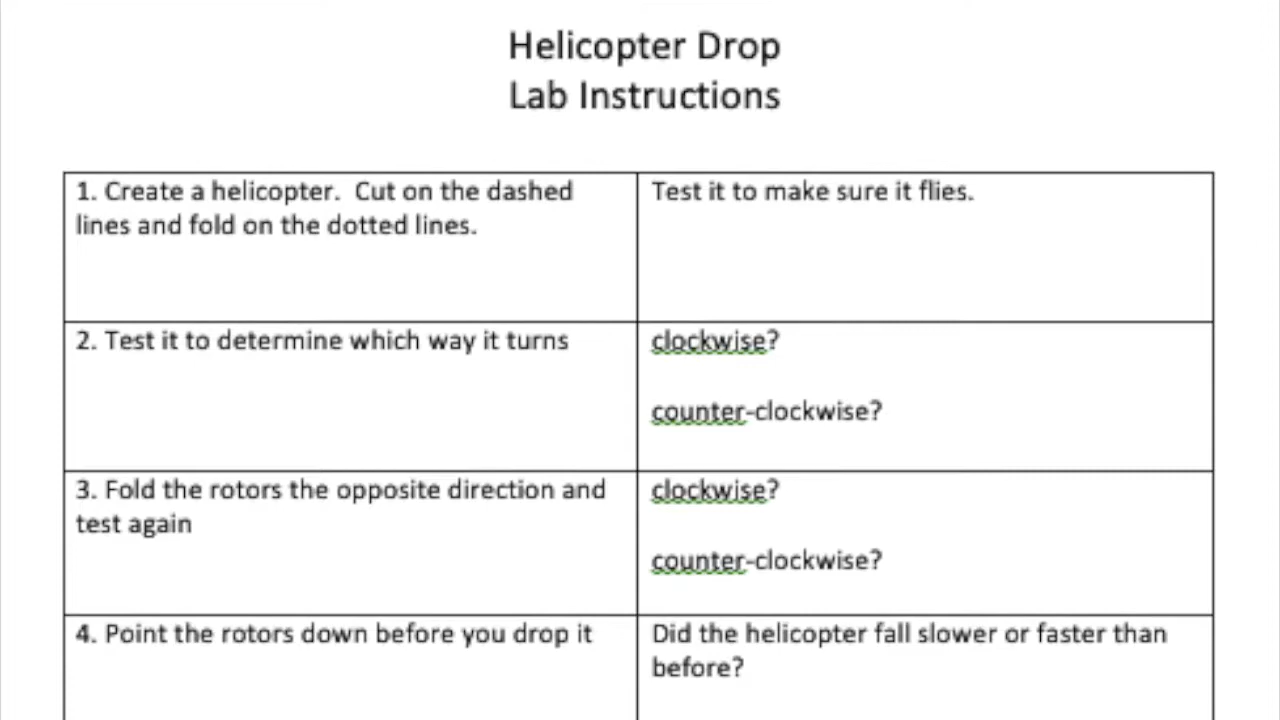 Helicopter Drop
Lab Instructions
1. Create a helicopter.  Cut on the dashed
lines and fold on the dotted lines.
Test it to make sure it flies.
2. Test it to determine which way it turns
clockwise?
counter-clockwise?
3. Fold the rotors the opposite direction and
test again
clockwise?
counter-clockwise?
4. Point the rotors down before you drop it
Did the helicopter fall slower or faster than
before?